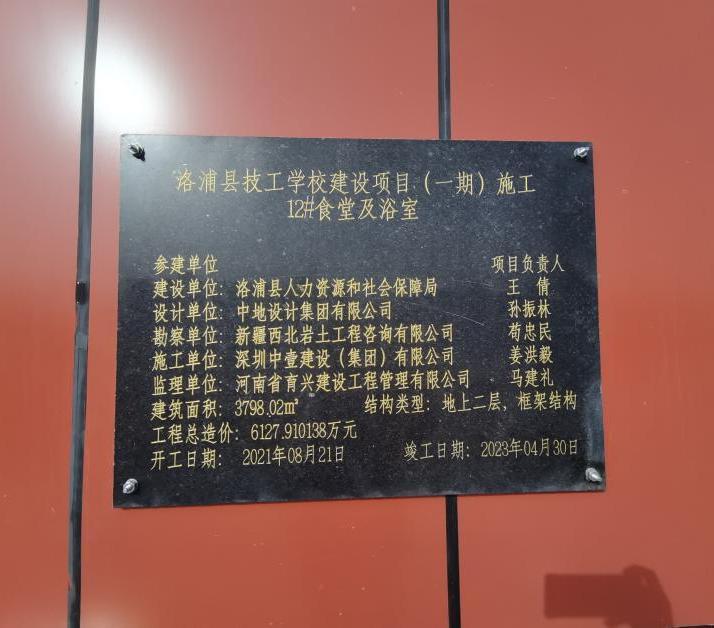 洛浦县技工学校建设项目（一期）施工
12#食堂及浴室
参建单位 项目负责人
建设单位：洛浦县人力资源和社会保障局 王倩
设计单位：中地设计集团有限公司 孙振林
勘察单位：新疆西北岩土工程咨询有限公司 苟忠民
施工单位：深圳中壹建设（集团）有限公司 姜洪毅
监理单位：河南省育兴建设工程管理有限公司 马建礼
建筑面积：3798.02㎡ 结构类型：地上二层，框架结构
工程总造价：6127.910138万元
开工日期：2021年08月21日 竣工日期：2023年04月30日